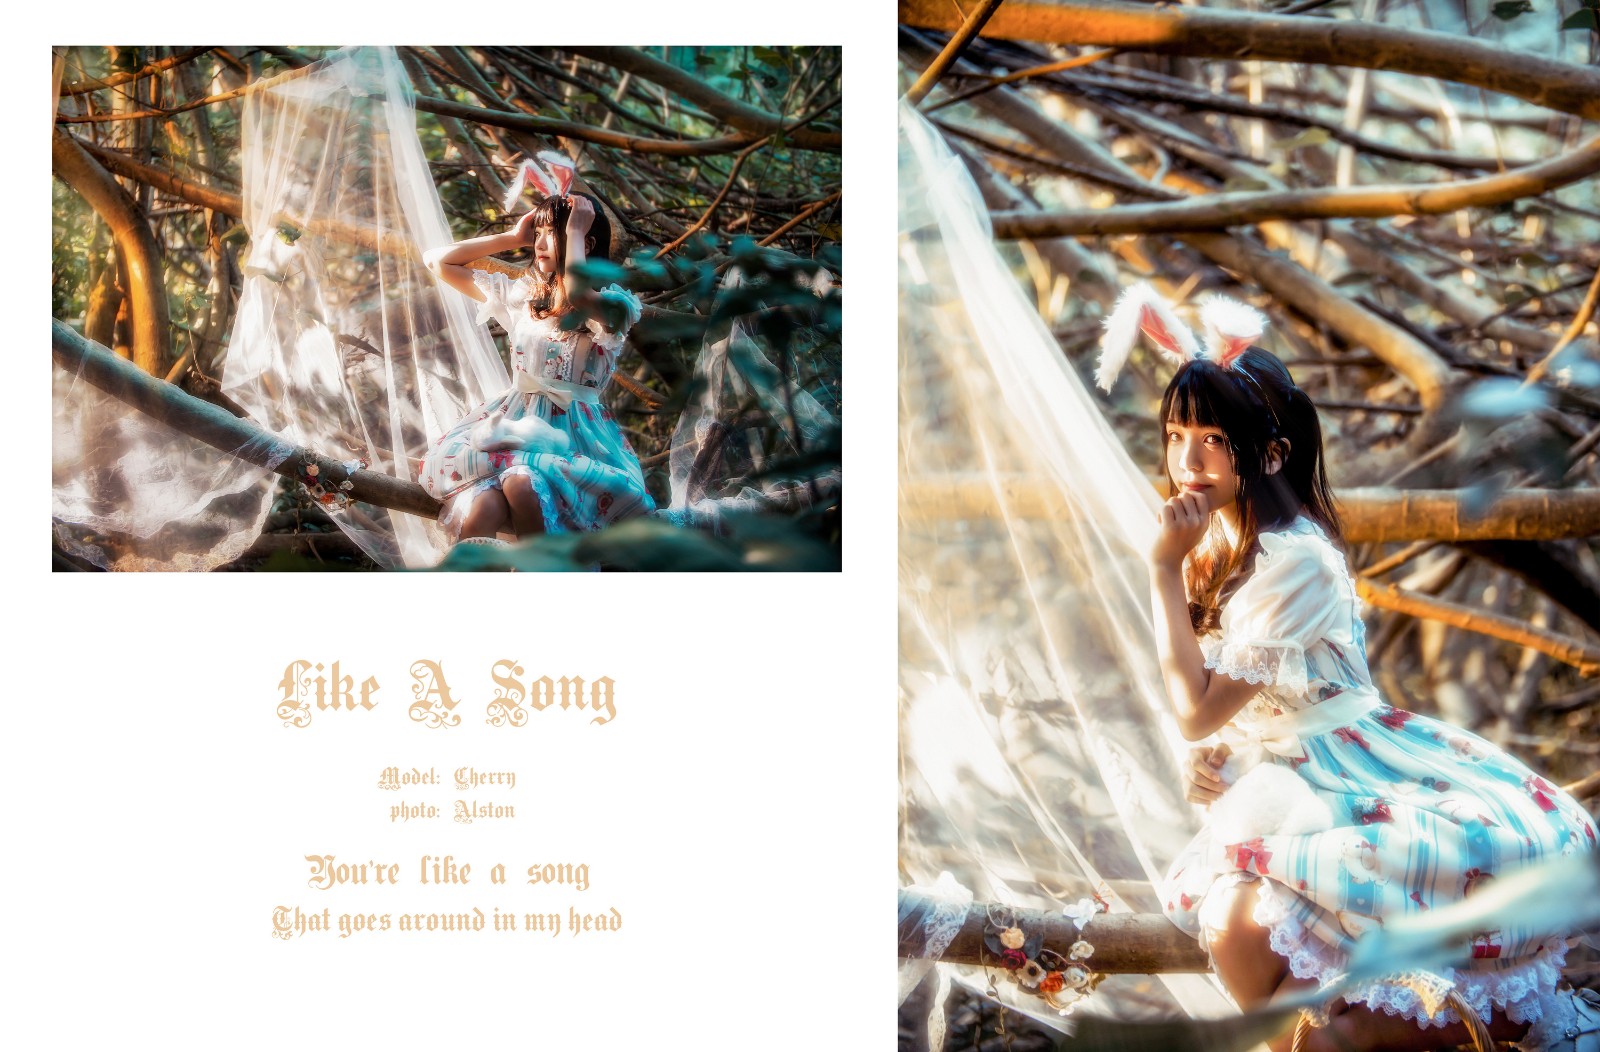 Like A Song
Model: Cherry
photo: Alston
You're like a song
That goes around in my head